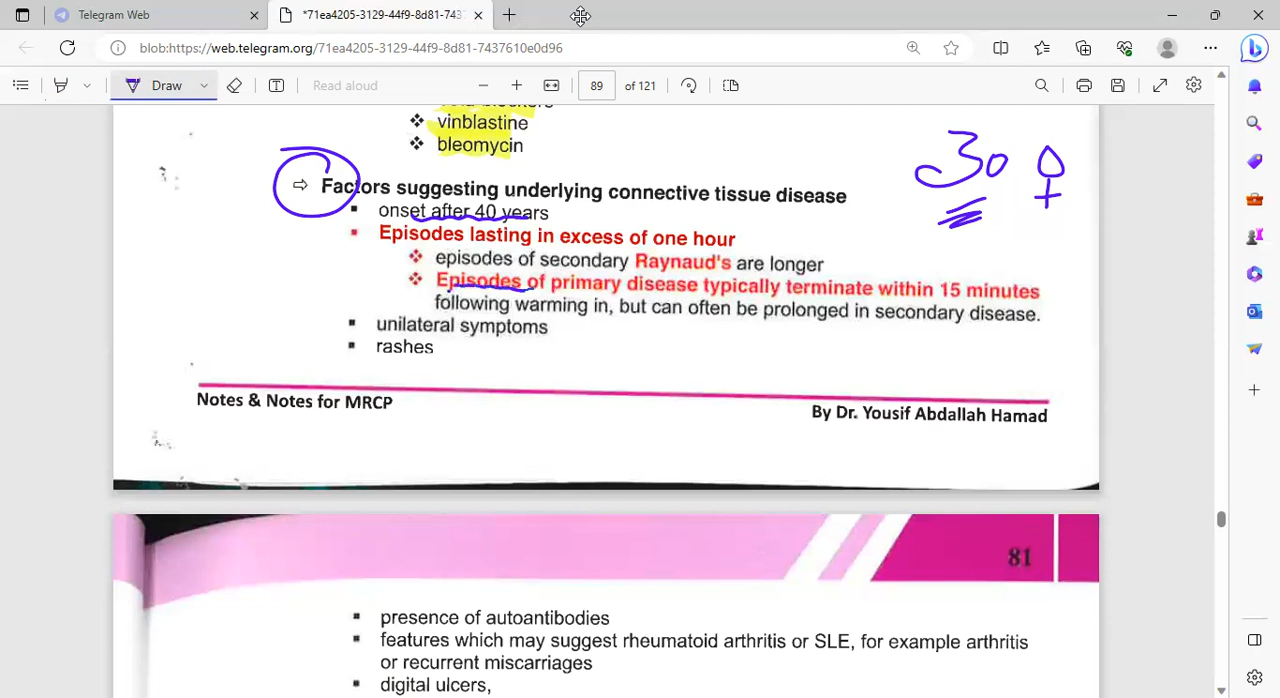 Telegram Web
*71ea4205-3129-44f9-8d81-743
blob:https://web.telegram.org/71ea4205-3129-44f9-8d81-7437610e0d96
Draw
Read aloud
89 of 121
❖ vinblastine
❖ bleomycin
30 ♀
⇨ Factors suggesting underlying connective tissue disease
▪ onset after 40 years
▪ Episodes lasting in excess of one hour
❖ episodes of secondary Raynaud's are longer
❖ Episodes of primary disease typically terminate within 15 minutes
following warming in, but can often be prolonged in secondary disease.
▪ unilateral symptoms
▪ rashes
Notes & Notes for MRCP
By Dr. Yousif Abdallah Hamad
81
▪ presence of autoantibodies
▪ features which may suggest rheumatoid arthritis or SLE, for example arthritis
or recurrent miscarriages
▪ digital ulcers,